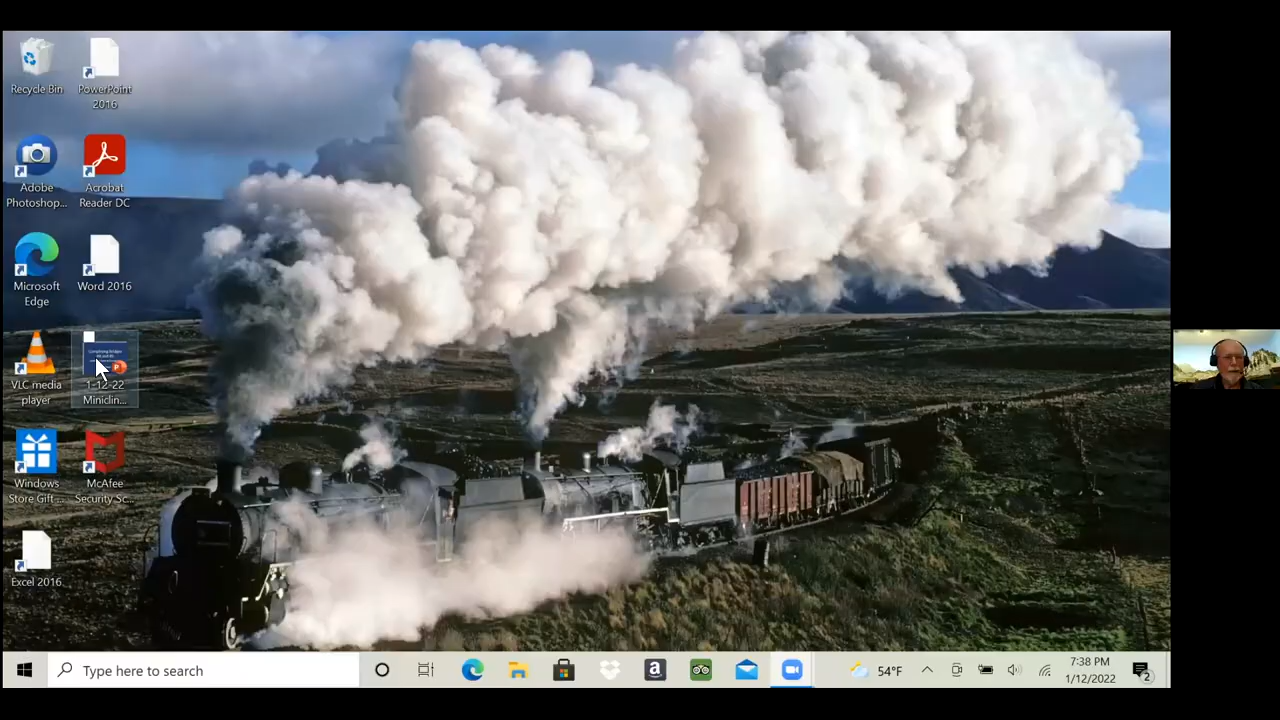 Recycle Bin
PowerPoint
2016
Adobe
Photoshop...
Acrobat
Reader DC
Microsoft
Edge
Word 2016
VLC media
player
1-12-22
Miniclin...
Windows
Store Gift...
McAfee
Security Sc...
Excel 2016
Type here to search
54°F
7:38 PM
1/12/2022
2